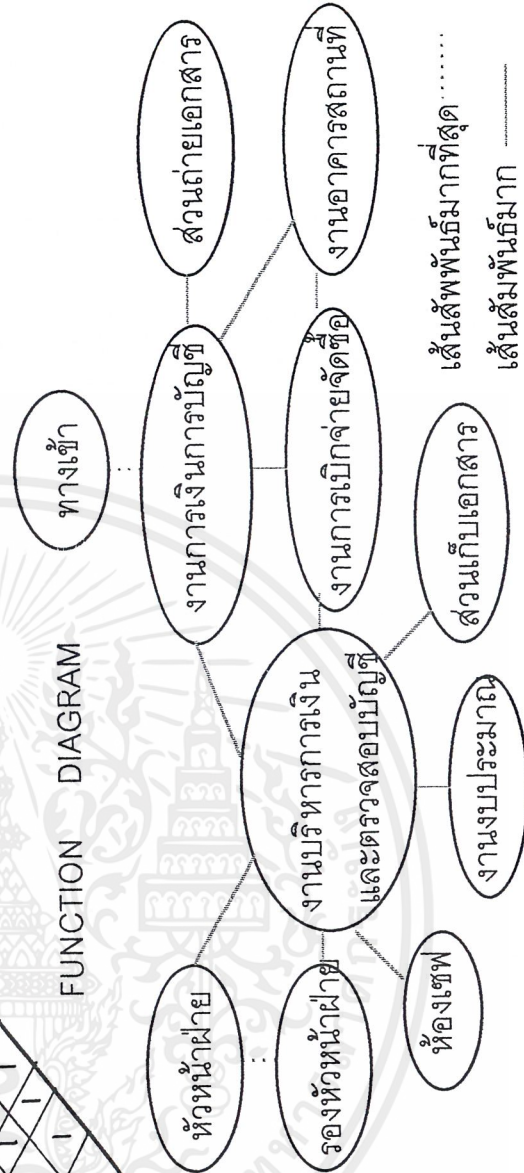 FUNCTION DIAGRAM
ทางเข้า
ส่วนถ่ายเอกสาร
งานการเงินการบัญชี
งานอาคารสถานที่
งานการเบิกจ่ายจัดซื้อ
หัวหน้าฝ่าย
งานบริหารการเงิน
และตรวจสอบบัญชี
รองหัวหน้าฝ่าย
ห้องเซฟ
งานงบประมาณ
ส่วนเก็บเอกสาร
เส้นสัพพันธ์มากที่สุด........
เส้นสัมพันธ์มาก ————
1
1
1